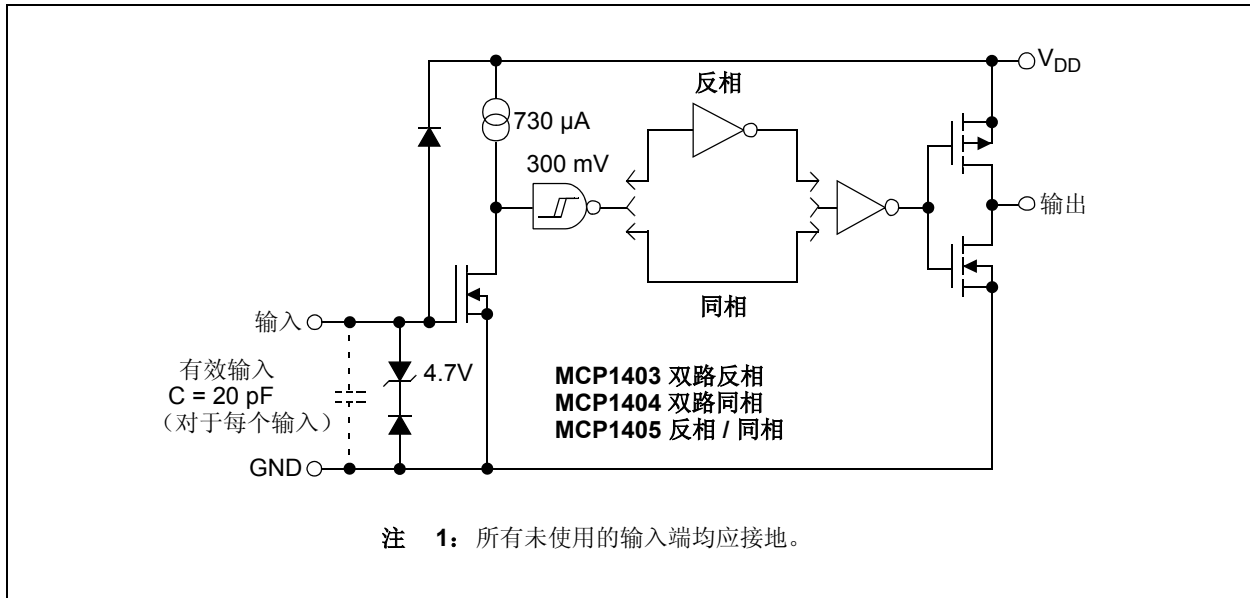 V_DD
反相
730 µA
300 mV
输出
同相
输入
有效输入
C = 20 pF
（对于每个输入）
4.7V
MCP1403 双路反相
MCP1404 双路同相
MCP1405 反相 / 同相
GND
注 1： 所有未使用的输入端均应接地。